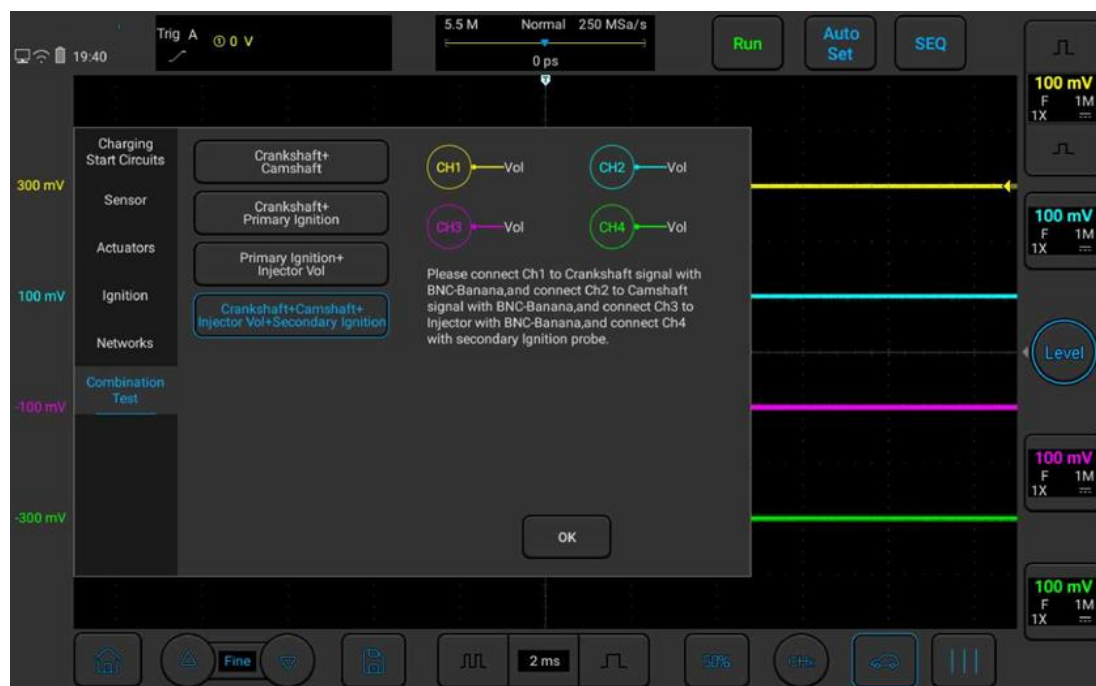 5.5 M Normal 250 MSa/s
Trig A ① 0 V
19:40
0 ps
Run
Auto
Set
SEQ
T
100 mV
F 1M
1X
300 mV
100 mV
-100 mV
-300 mV
Charging
Start Circuits
Sensor
Actuators
Ignition
Networks
Combination
Test
Crankshaft+
Camshaft
Crankshaft+
Primary Ignition
Primary Ignition+
Injector Vol
Crankshaft+Camshaft+
Injector Vol+Secondary Ignition
CH1 Vol
CH2 Vol
CH3 Vol
CH4 Vol
Please connect Ch1 to Crankshaft signal with
BNC-Banana,and connect Ch2 to Camshaft
signal with BNC-Banana,and connect Ch3 to
Injector with BNC-Banana,and connect Ch4
with secondary Ignition probe.
OK
100 mV
F 1M
1X
Level
100 mV
F 1M
1X
100 mV
F 1M
1X
Fine
2 ms
50%
CHx